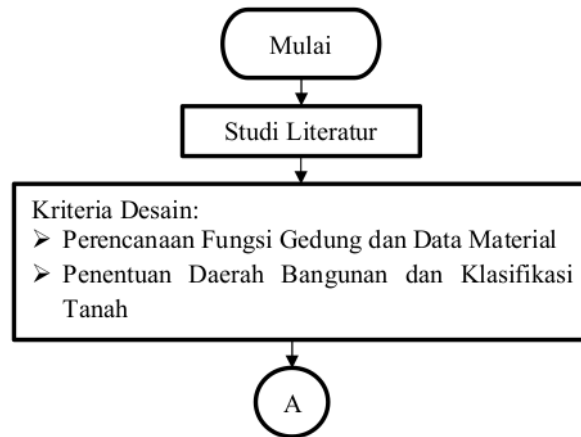 Mulai
Studi Literatur
Kriteria Desain:
➢ Perencanaan Fungsi Gedung dan Data Material
➢ Penentuan Daerah Bangunan dan Klasifikasi
Tanah
A